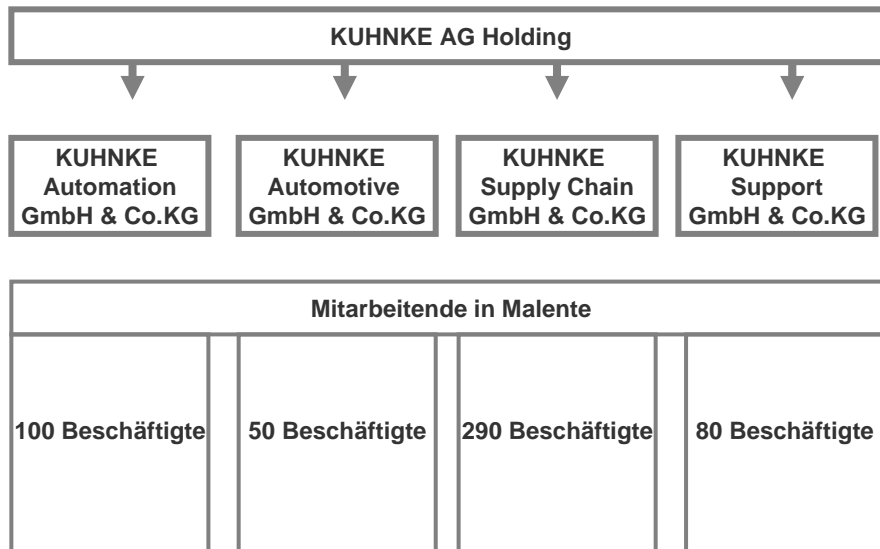 KUHNKE AG Holding
KUHNKE
Automation
GmbH & Co.KG
KUHNKE
Automotive
GmbH & Co.KG
KUHNKE
Supply Chain
GmbH & Co.KG
KUHNKE
Support
GmbH & Co.KG
Mitarbeitende in Malente
100 Beschäftigte
50 Beschäftigte
290 Beschäftigte
80 Beschäftigte